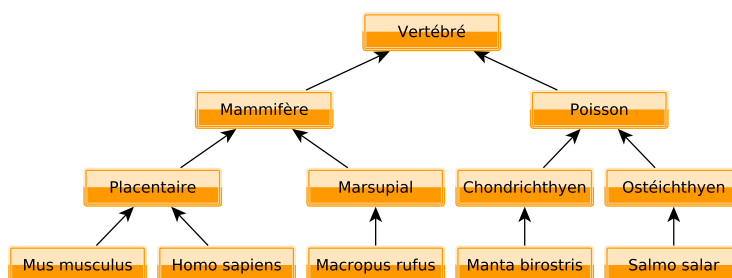 Vertébré
Mammifère
Poisson
Placentaire
Marsupial
Chondrichthyen
Ostéichthyen
Mus musculus
Homo sapiens
Macropus rufus
Manta birostris
Salmo salar